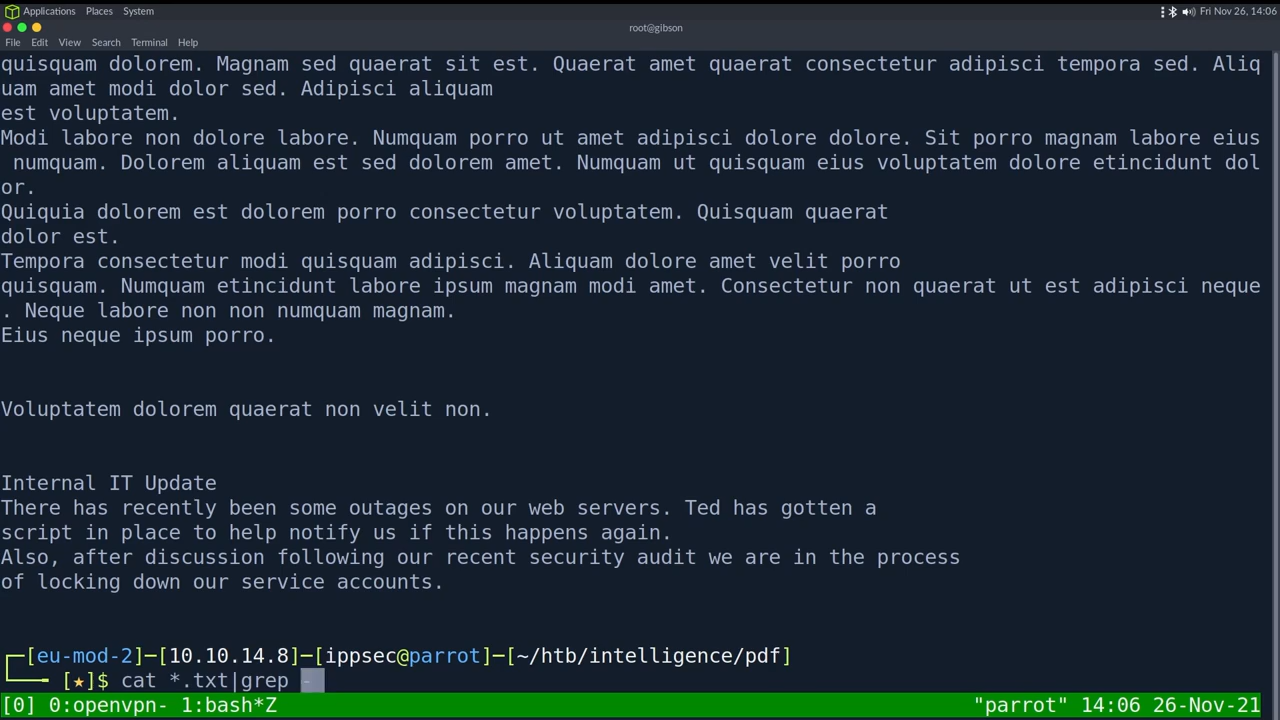 Applications Places System Fri Nov 26, 14:06
root@gibson
File Edit View Search Terminal Help
quisquam dolorem. Magnam sed quaerat sit est. Quaerat amet quaerat consectetur adipisci tempora sed. Aliq
uam amet modi dolor sed. Adipisci aliquam
est voluptatem.
Modi labore non dolore labore. Numquam porro ut amet adipisci dolore dolore. Sit porro magnam labore eius
 numquam. Dolorem aliquam est sed dolorem amet. Numquam ut quisquam eius voluptatem dolore etincidunt dol
or.
Quiquia dolorem est dolorem porro consectetur voluptatem. Quisquam quaerat
dolor est.
Tempora consectetur modi quisquam adipisci. Aliquam dolore amet velit porro
quisquam. Numquam etincidunt labore ipsum magnam modi amet. Consectetur non quaerat ut est adipisci neque
. Neque labore non non numquam magnam.
Eius neque ipsum porro.
Voluptatem dolorem quaerat non velit non.
Internal IT Update
There has recently been some outages on our web servers. Ted has gotten a
script in place to help notify us if this happens again.
Also, after discussion following our recent security audit we are in the process
of locking down our service accounts.
┌─[eu-mod-2]─[10.10.14.8]─[ippsec@parrot]─[~/htb/intelligence/pdf]
└──╼ [★]$ cat *.txt|grep -
[0] 0:openvpn- 1:bash*Z "parrot" 14:06 26-Nov-21